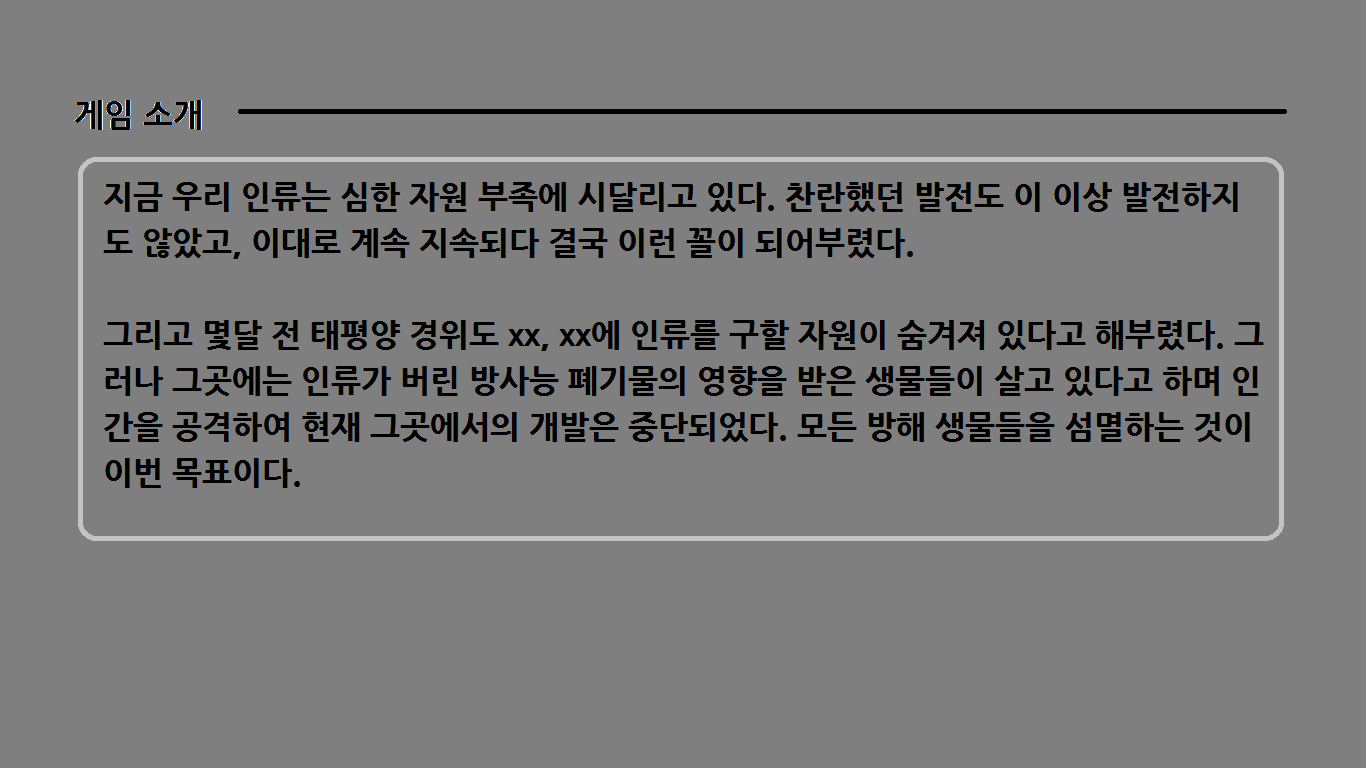 게임 소개
지금 우리 인류는 심한 자원 부족에 시달리고 있다. 찬란했던 발전도 이 이상 발전하지
도 않았고, 이대로 계속 지속되다 결국 이런 꼴이 되어부렸다.
그리고 몇달 전 태평양 경위도 xx, xx에 인류를 구할 자원이 숨겨져 있다고 해부렸다. 그
러나 그곳에는 인류가 버린 방사능 폐기물의 영향을 받은 생물들이 살고 있다고 하며 인
간을 공격하여 현재 그곳에서의 개발은 중단되었다. 모든 방해 생물들을 섬멸하는 것이
이번 목표이다.